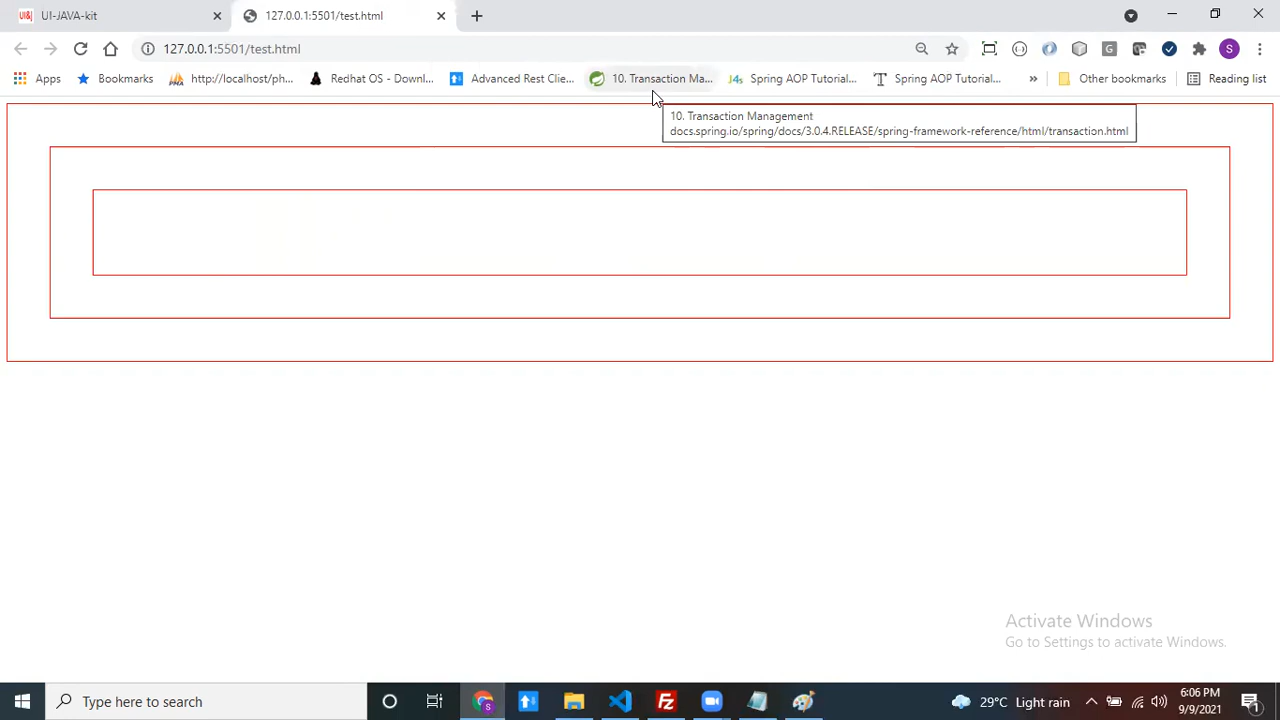 UI-JAVA-kit
127.0.0.1:5501/test.html
127.0.0.1:5501/test.html
Apps
Bookmarks
http://localhost/ph...
Redhat OS - Downl...
Advanced Rest Clie...
10. Transaction Ma...
Spring AOP Tutorial...
Spring AOP Tutorial...
Other bookmarks
Reading list
10. Transaction Management
docs.spring.io/spring/docs/3.0.4.RELEASE/spring-framework-reference/html/transaction.html
Activate Windows
Go to Settings to activate Windows.
Type here to search
29°C Light rain
6:06 PM
9/9/2021